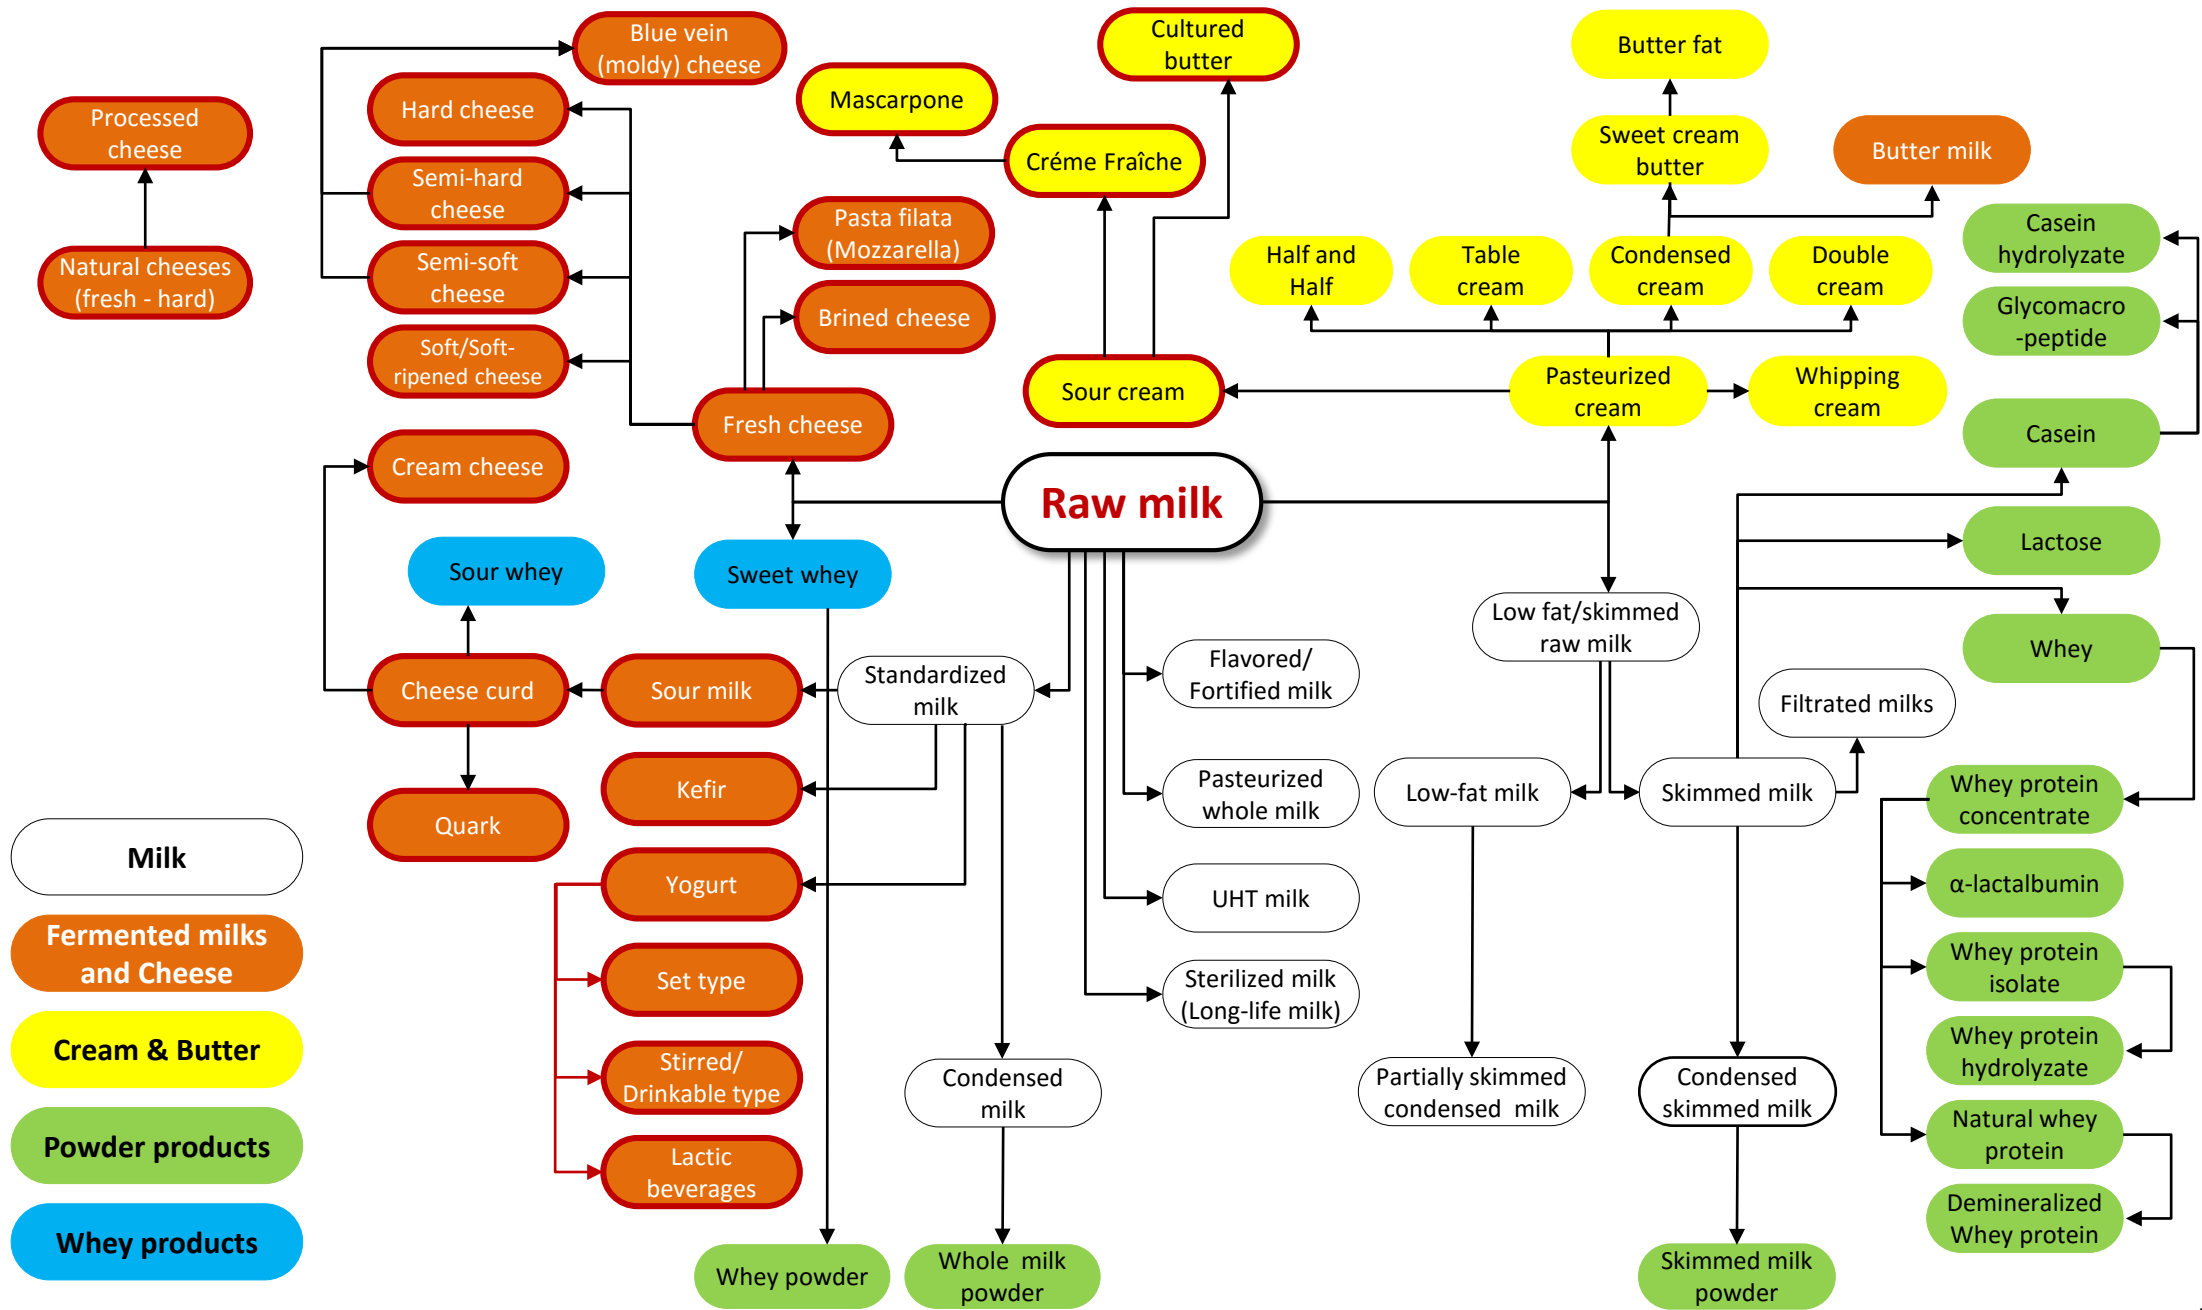 Blue vein
(moldy) cheese
Cultured
butter
Butter fat
Mascarpone
Hard cheese
Processed
cheese
Créme Fraîche
Sweet cream
butter
Butter milk
Semi-hard
cheese
Pasta filata
(Mozzarella)
Casein
hydrolyzate
Natural cheeses
(fresh - hard)
Semi-soft
cheese
Half and
Half
Table
cream
Condensed
cream
Double
cream
Brined cheese
Glycomacro
-peptide
Soft/Soft-
ripened cheese
Sour cream
Pasteurized
cream
Whipping
cream
Fresh cheese
Casein
Cream cheese
Raw milk
Lactose
Sour whey
Sweet whey
Low fat/skimmed
raw milk
Whey
Cheese curd
Sour milk
Standardized
milk
Flavored/
Fortified milk
Filtrated milks
Kefir
Pasteurized
whole milk
Low-fat milk
Skimmed milk
Whey protein
concentrate
Quark
Milk
Yogurt
UHT milk
α-lactalbumin
Fermented milks
and Cheese
Set type
Sterilized milk
(Long-life milk)
Whey protein
isolate
Cream & Butter
Stirred/
Drinkable type
Condensed
milk
Partially skimmed
condensed  milk
Condensed
skimmed milk
Whey protein
hydrolyzate
Powder products
Lactic
beverages
Natural whey
protein
Whey products
Demineralized
Whey protein
Whey powder
Whole  milk
powder
Skimmed milk
powder